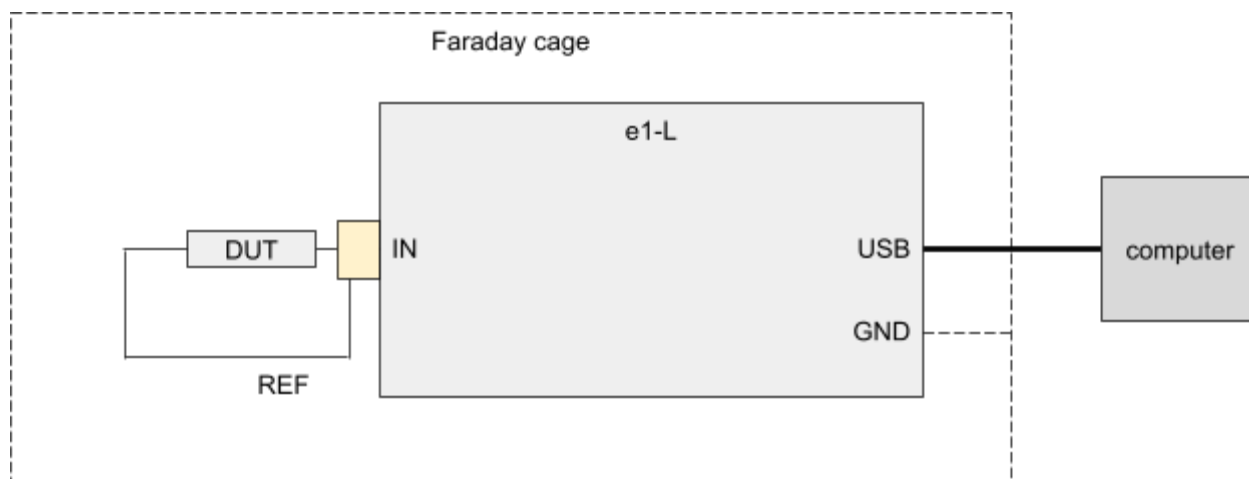 Faraday cage
e1-L
DUT
IN
USB
computer
GND
REF